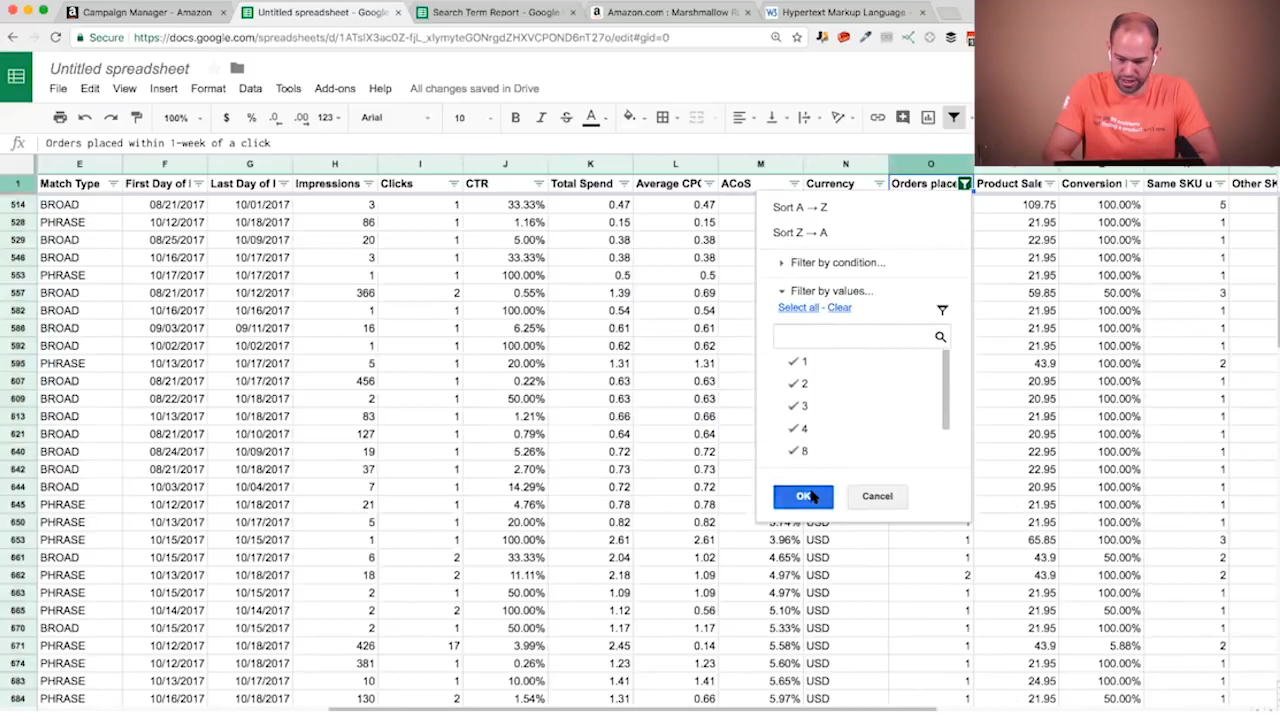 Campaign Manager - Amazon
Untitled spreadsheet - Google
Search Term Report - Google
Amazon.com : Marshmallow R
Hypertext Markup Language -
Secure
https://docs.google.com/spreadsheets/d/
/edit#gid=0
Untitled spreadsheet
File Edit View Insert Format Data Tools Add-ons Help All changes saved in Drive
100% $ % .0 .00 123 Arial 10 B I S A
fx Orders placed within 1-week of a click
E F G H I J K L M N O
1 Match Type First Day of Last Day of Impressions Clicks CTR Total Spend Average CP ACoS Currency Orders place Product Sale Conversion Same SKU u Other SK
514 BROAD 08/21/2017 10/01/2017 3 1 33.33% 0.47 0.47 109.75 100.00% 5
528 PHRASE 10/12/2017 10/18/2017 86 1 1.16% 0.15 0.15 21.95 100.00% 1
529 BROAD 08/25/2017 10/09/2017 20 1 5.00% 0.38 0.38 22.95 100.00% 1
546 BROAD 10/16/2017 10/17/2017 3 1 33.33% 0.38 0.38 21.95 100.00% 1
553 PHRASE 10/17/2017 10/17/2017 1 1 100.00% 0.5 0.5 21.95 100.00% 1
557 BROAD 08/21/2017 10/12/2017 366 2 0.55% 1.39 0.69 59.85 50.00% 3
582 BROAD 10/16/2017 10/16/2017 1 1 100.00% 0.54 0.54 21.95 100.00% 1
586 BROAD 09/03/2017 09/11/2017 16 1 6.25% 0.61 0.61 21.95 100.00% 1
592 BROAD 10/02/2017 10/02/2017 1 1 100.00% 0.62 0.62 21.95 100.00% 1
595 PHRASE 10/13/2017 10/17/2017 5 1 20.00% 1.31 1.31 43.9 100.00% 2
607 BROAD 08/21/2017 10/17/2017 456 1 0.22% 0.63 0.63 20.95 100.00% 1
609 BROAD 08/22/2017 10/18/2017 2 1 50.00% 0.63 0.63 20.95 100.00% 1
613 BROAD 10/13/2017 10/18/2017 83 1 1.21% 0.66 0.66 21.95 100.00% 1
621 BROAD 08/21/2017 10/10/2017 127 1 0.79% 0.64 0.64 20.95 100.00% 1
640 BROAD 08/24/2017 10/09/2017 19 1 5.26% 0.72 0.72 22.95 100.00% 1
642 BROAD 08/21/2017 10/18/2017 37 1 2.70% 0.73 0.73 22.95 100.00% 1
644 BROAD 10/03/2017 10/04/2017 7 1 14.29% 0.72 0.72 22.95 100.00% 1
645 PHRASE 10/12/2017 10/18/2017 21 1 4.76% 0.78 0.78 21.95 100.00% 1
650 PHRASE 10/13/2017 10/18/2017 5 1 20.00% 0.82 0.82 3.74% USD 1 21.95 100.00% 1
653 PHRASE 10/15/2017 10/15/2017 1 1 100.00% 2.61 2.61 3.96% USD 1 65.85 100.00% 3
661 BROAD 10/15/2017 10/17/2017 6 2 33.33% 2.04 1.02 4.65% USD 1 43.9 50.00% 2
662 PHRASE 10/13/2017 10/18/2017 18 2 11.11% 2.18 1.09 4.97% USD 2 43.9 100.00% 2
663 PHRASE 10/15/2017 10/15/2017 2 1 50.00% 1.09 1.09 4.97% USD 1 21.95 100.00% 1
665 PHRASE 10/14/2017 10/14/2017 2 2 100.00% 1.12 0.56 5.10% USD 1 21.95 50.00% 1
670 BROAD 10/15/2017 10/15/2017 2 1 50.00% 1.17 1.17 5.33% USD 1 21.95 100.00% 1
671 PHRASE 10/12/2017 10/18/2017 426 17 3.99% 2.45 0.14 5.58% USD 1 43.9 5.88% 2
674 PHRASE 10/12/2017 10/18/2017 381 1 0.26% 1.23 1.23 5.60% USD 1 21.95 100.00% 1
683 PHRASE 10/13/2017 10/17/2017 10 1 10.00% 1.41 1.41 5.65% USD 1 24.95 100.00% 1
684 PHRASE 10/16/2017 10/18/2017 130 2 1.54% 1.31 0.66 5.97% USD 1 21.95 50.00% 1
Sort A → Z
Sort Z → A
Filter by condition...
Filter by values...
Select all - Clear
1
2
3
4
8
OK Cancel